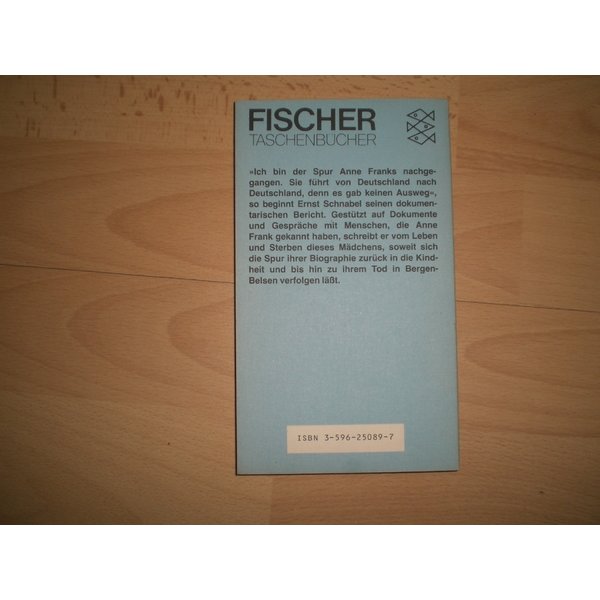 FISCHER
TASCHENBÜCHER
»Ich bin der Spur Anne Franks nachge-
gangen. Sie führt von Deutschland nach
Deutschland, denn es gab keinen Ausweg«,
so beginnt Ernst Schnabel seinen dokumen-
tarischen Bericht. Gestützt auf Dokumente
und Gespräche mit Menschen, die Anne
Frank gekannt haben, schreibt er vom Leben
und Sterben dieses Mädchens, soweit sich
die Spur ihrer Biographie zurück in die Kind-
heit und bis hin zu ihrem Tod in Bergen-
Belsen verfolgen läßt.
ISBN 3-596-25089-7